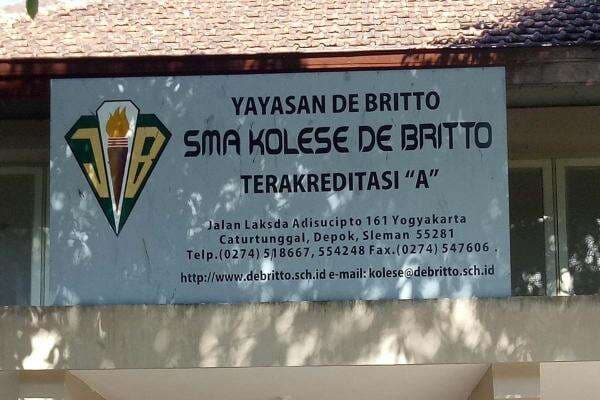 YAYASAN DE BRITTO
SMA KOLESE DE BRITTO
TERAKREDITASI “A”
Jalan Laksda Adisucipto 161 Yogyakarta
Caturtunggal, Depok, Sleman 55281
Telp.(0274) 518667, 554248 Fax.(0274) 547606 .
http://www.debritto.sch.id e-mail: kolese@debritto.sch.id
JB